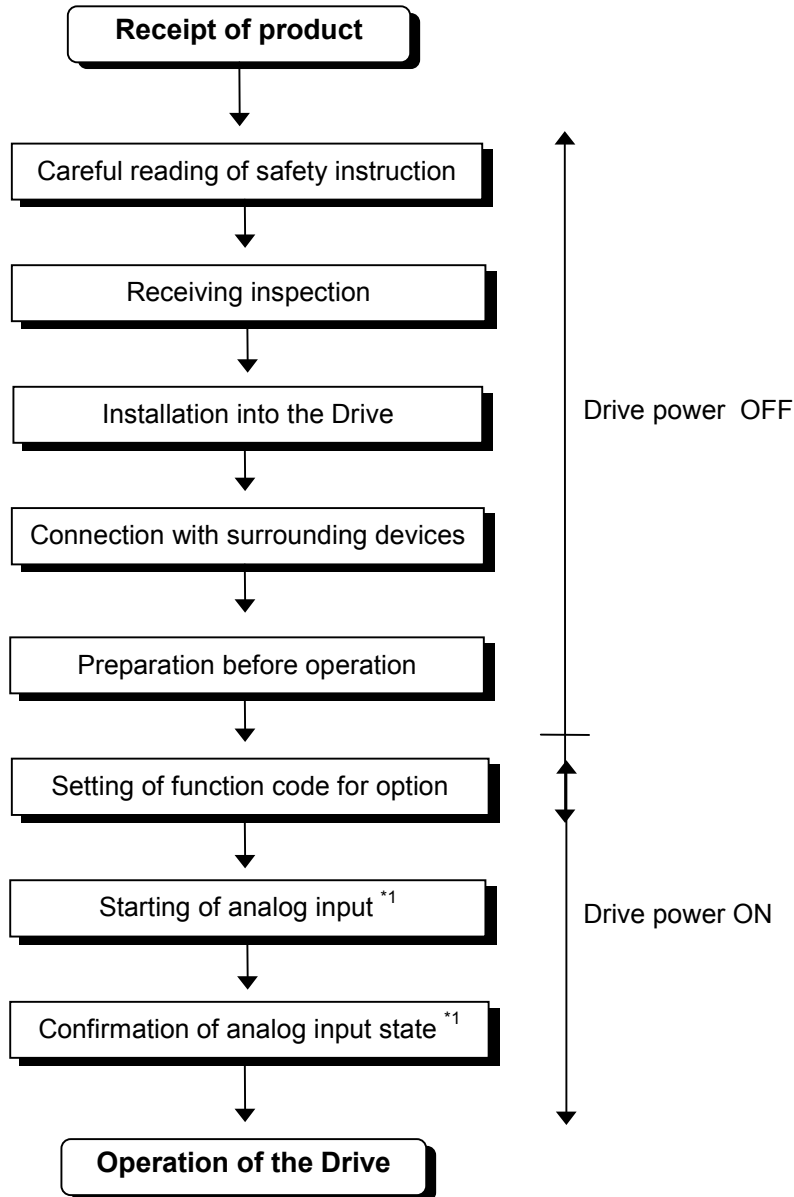 Receipt of product
Careful reading of safety instruction
Receiving inspection
Installation into the Drive
Drive power OFF
Connection with surrounding devices
Preparation before operation
Setting of function code for option
Starting of analog input *1
Drive power ON
Confirmation of analog input state *1
Operation of the Drive